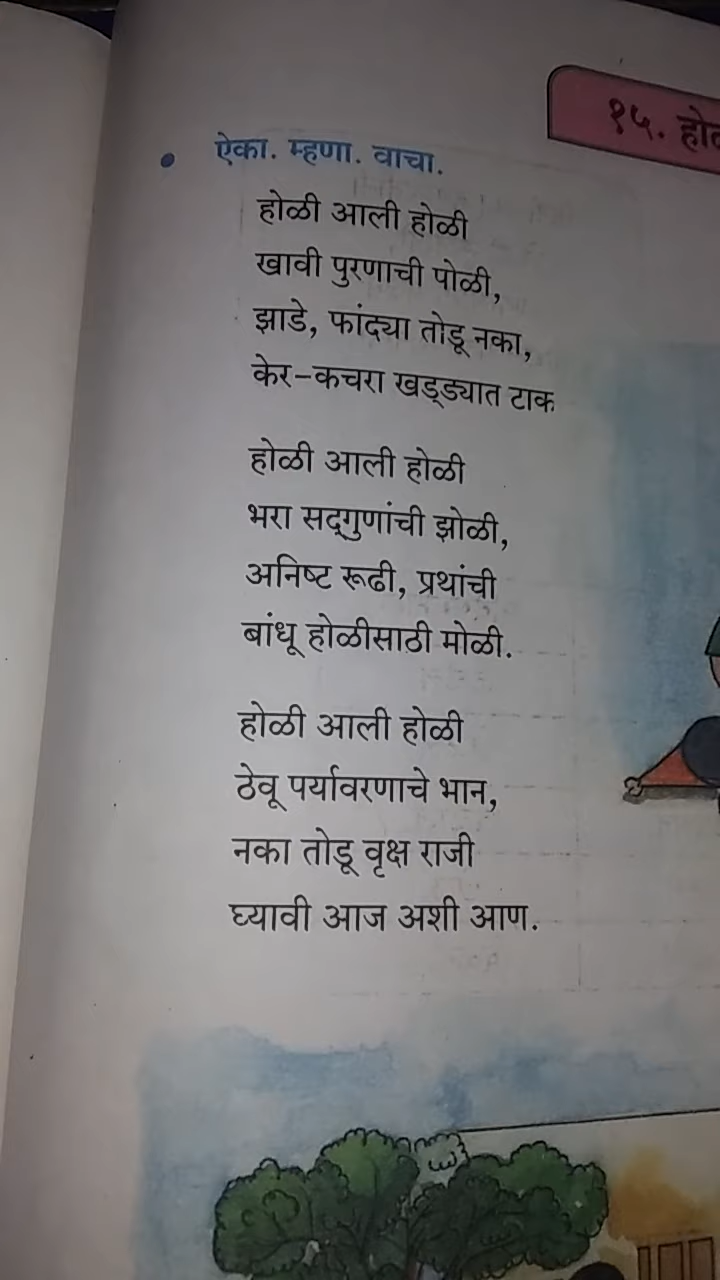 १५.
ऐका. म्हणा. वाचा.
होळी आली होळी
खावी पुरणाची पोळी,
झाडे, फांद्या तोडू नका,
केर-कचरा खड्ड्यात टाक
होळी आली होळी
भरा सद्‌गुणांची झोळी,
अनिष्ट रूढी, प्रथांची
बांधू होळीसाठी मोळी.
होळी आली होळी
ठेवू पर्यावरणाचे भान,
नका तोडू वृक्ष राजी
घ्यावी आज अशी आण.